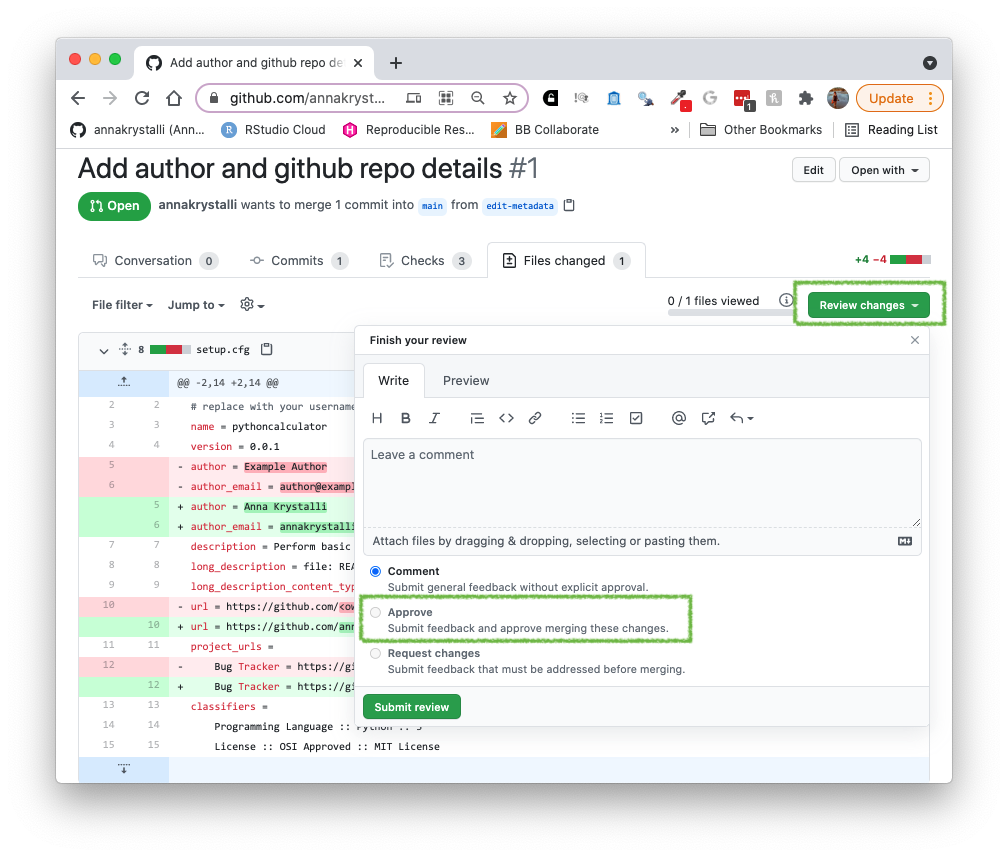 Add author and github repo de
github.com/annakryst...
1
Update
annakrystalli (Ann...
RStudio Cloud
Reproducible Res...
BB Collaborate
»
Other Bookmarks
Reading List
Add author and github repo details #1
Edit
Open with
Open
annakrystalli wants to merge 1 commit into main from edit-metadata
Conversation 0
Commits 1
Checks 3
Files changed 1
+4 −4
File filter
Jump to
0 / 1 files viewed
Review changes
8 setup.cfg
@@ -2,14 +2,14 @@
2 2 # replace with your username
3 3 name = pythoncalculator
4 4 version = 0.0.1
5 - author = Example Author
6 - author_email = author@exampl
5 + author = Anna Krystalli
6 + author_email = annakrystalli
7 7 description = Perform basic
8 8 long_description = file: REA
9 9 long_description_content_typ
10 - url = https://github.com/cow
10 + url = https://github.com/ann
11 11 project_urls =
12 - Bug Tracker = https://gi
12 + Bug Tracker = https://gi
13 13 classifiers =
14 14 Programming Language :: Python :: 3
15 15 License :: OSI Approved :: MIT License
Finish your review
Write
Preview
Leave a comment
Attach files by dragging & dropping, selecting or pasting them.
Comment
Submit general feedback without explicit approval.
Approve
Submit feedback and approve merging these changes.
Request changes
Submit feedback that must be addressed before merging.
Submit review